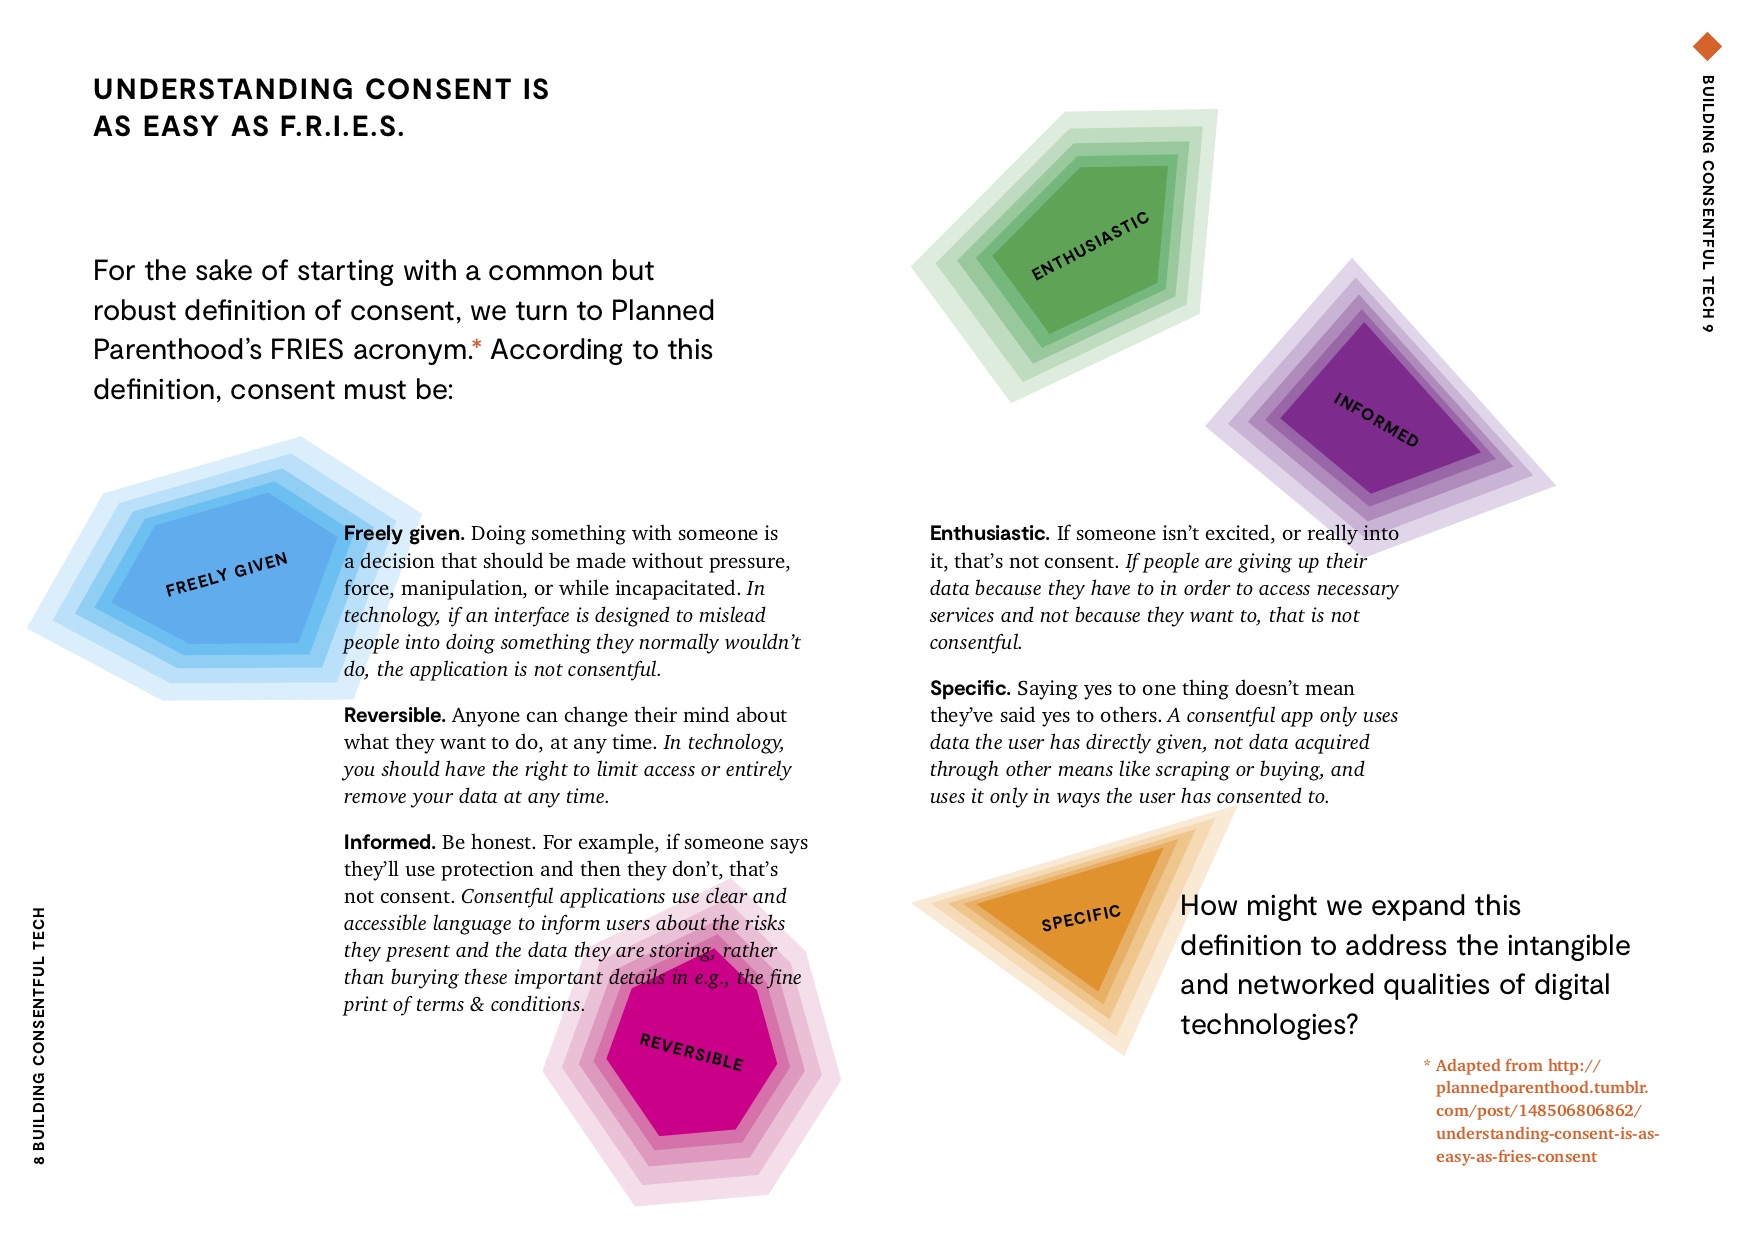 UNDERSTANDING CONSENT IS
AS EASY AS F.R.I.E.S.
For the sake of starting with a common but
robust definition of consent, we turn to Planned
Parenthood’s FRIES acronym.* According to this
definition, consent must be:
FREELY GIVEN
Freely given. Doing something with someone is
a decision that should be made without pressure,
force, manipulation, or while incapacitated. In
technology, if an interface is designed to mislead
people into doing something they normally wouldn’t
do, the application is not consentful.
Reversible. Anyone can change their mind about
what they want to do, at any time. In technology,
you should have the right to limit access or entirely
remove your data at any time.
Informed. Be honest. For example, if someone says
they’ll use protection and then they don’t, that’s
not consent. Consentful applications use clear and
accessible language to inform users about the risks
they present and the data they are storing, rather
than burying these important details in e.g., the fine
print of terms & conditions.
REVERSIBLE
8 BUILDING CONSENTFUL TECH
ENTHUSIASTIC
INFORMED
Enthusiastic. If someone isn’t excited, or really into
it, that’s not consent. If people are giving up their
data because they have to in order to access necessary
services and not because they want to, that is not
consentful.
Specific. Saying yes to one thing doesn’t mean
they’ve said yes to others. A consentful app only uses
data the user has directly given, not data acquired
through other means like scraping or buying, and
uses it only in ways the user has consented to.
SPECIFIC
How might we expand this
definition to address the intangible
and networked qualities of digital
technologies?
* Adapted from http://
plannedparenthood.tumblr.
com/post/148506806862/
understanding-consent-is-as-
easy-as-fries-consent
BUILDING CONSENTFUL TECH 9